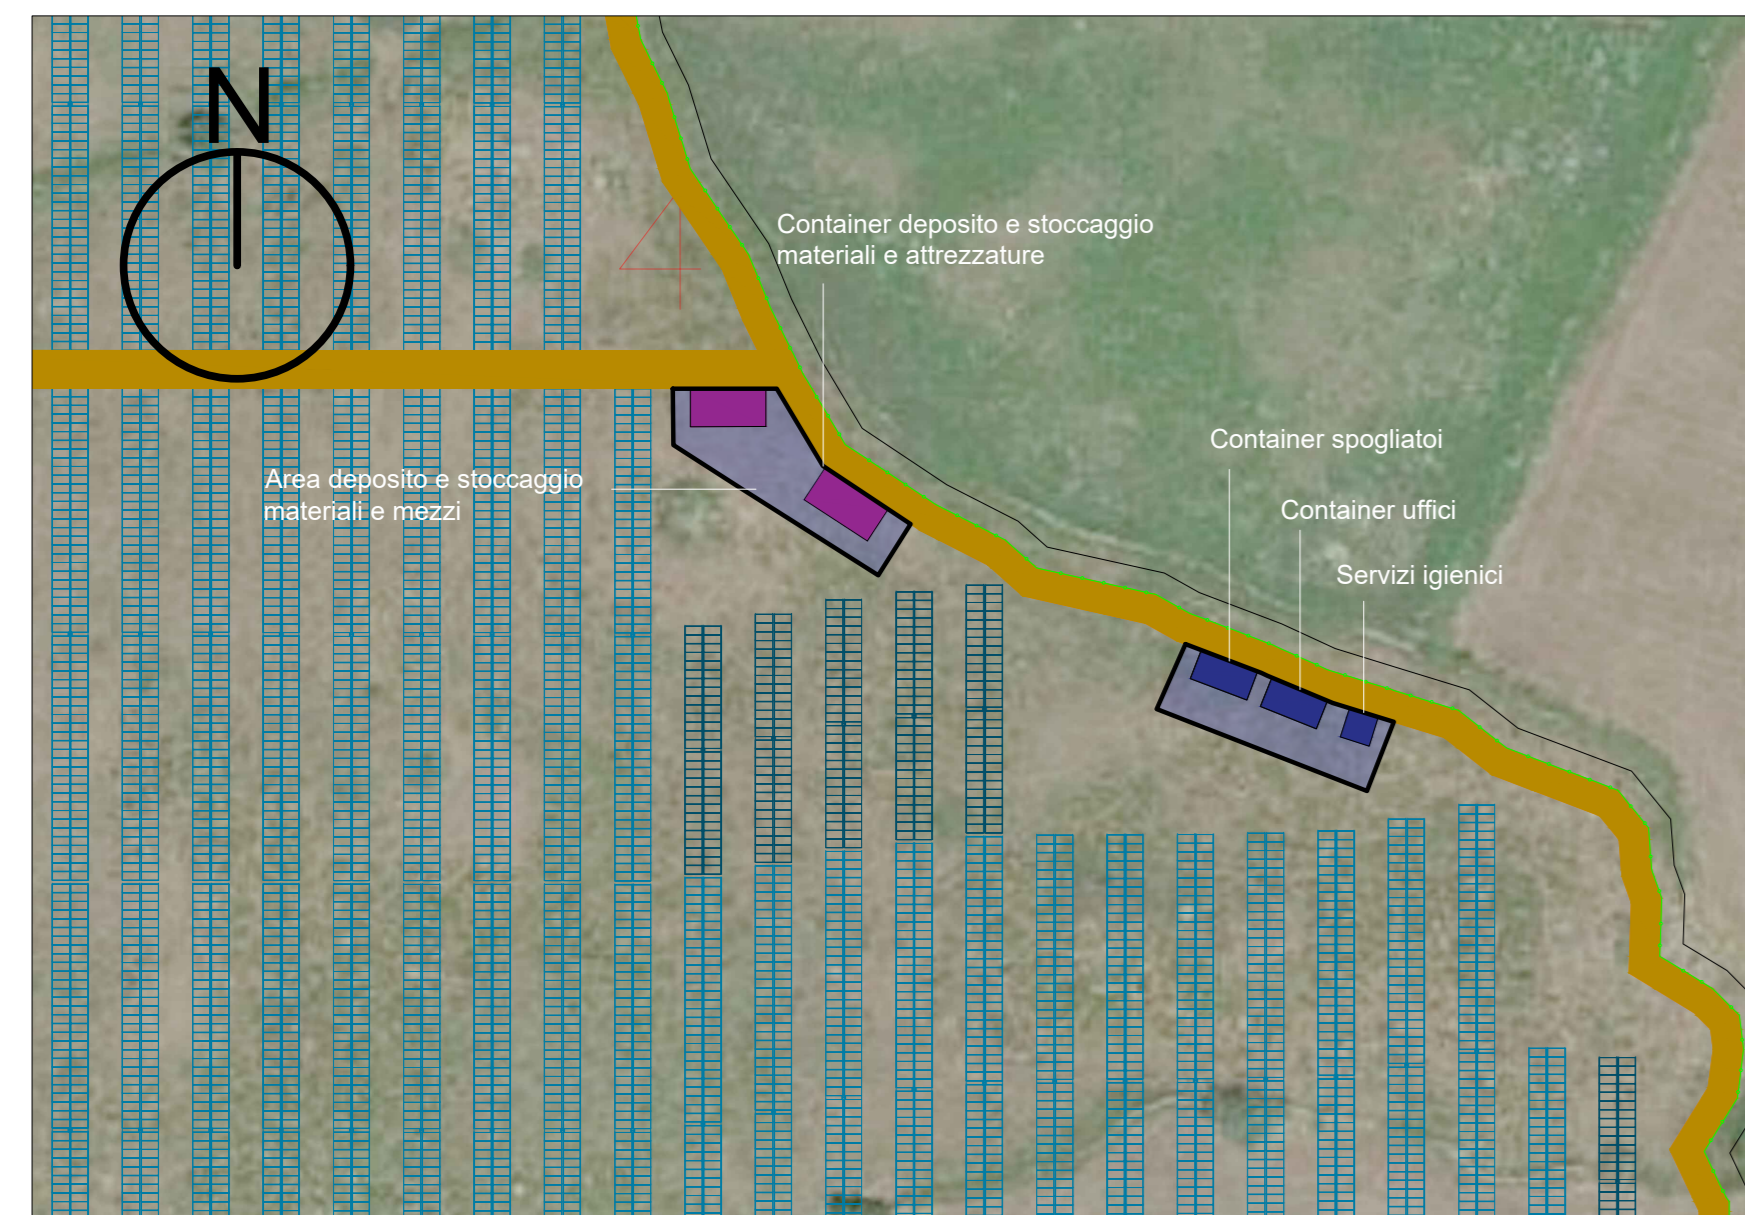 N
Container deposito e stoccaggio
materiali e attrezzature
Area deposito e stoccaggio
materiali e mezzi
Container spogliatoi
Container uffici
Servizi igienici